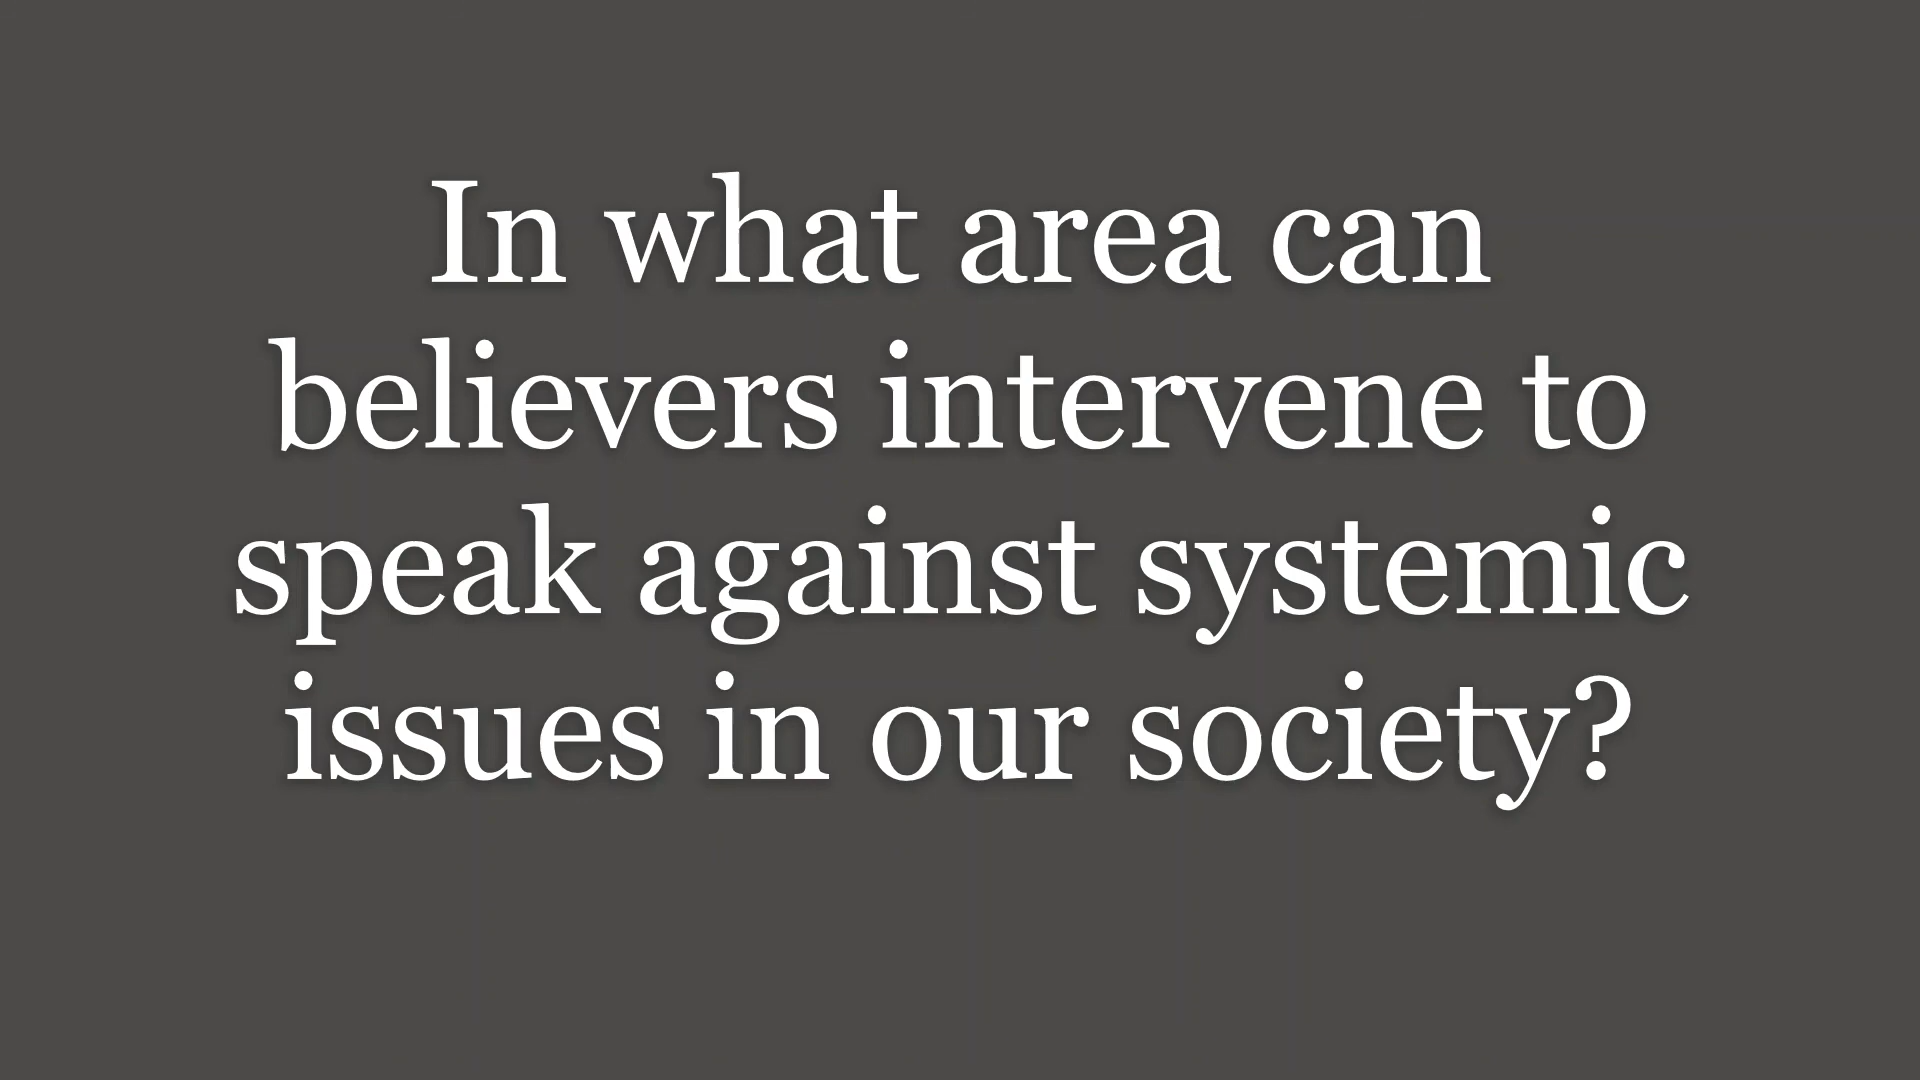 In what area can
believers intervene to
speak against systemic
issues in our society?